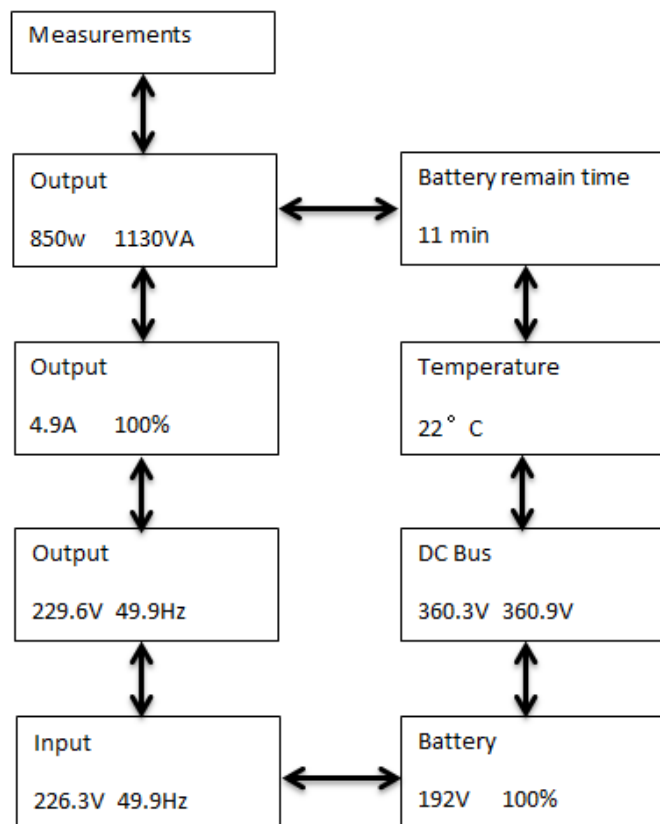 Measurements
Output
850w 1130VA
Battery remain time
11 min
Output
4.9A 100%
Temperature
22° C
Output
229.6V 49.9Hz
DC Bus
360.3V 360.9V
Input
226.3V 49.9Hz
Battery
192V 100%